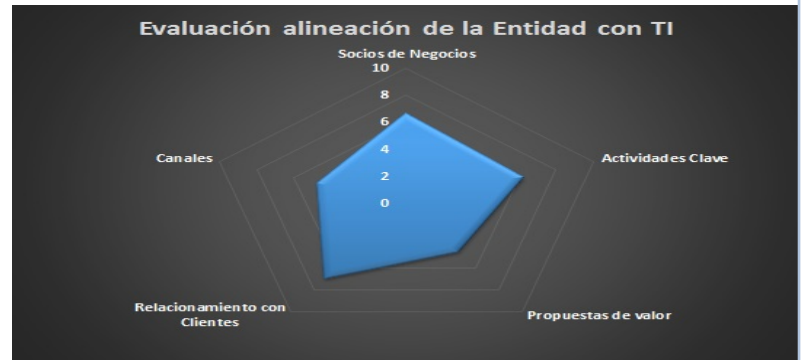 Evaluación alineación de la Entidad con TI
Socios de Negocios
10
8
6
4
2
0
Canales
Actividades Clave
Relacionamiento con
Clientes
Propuestas de valor